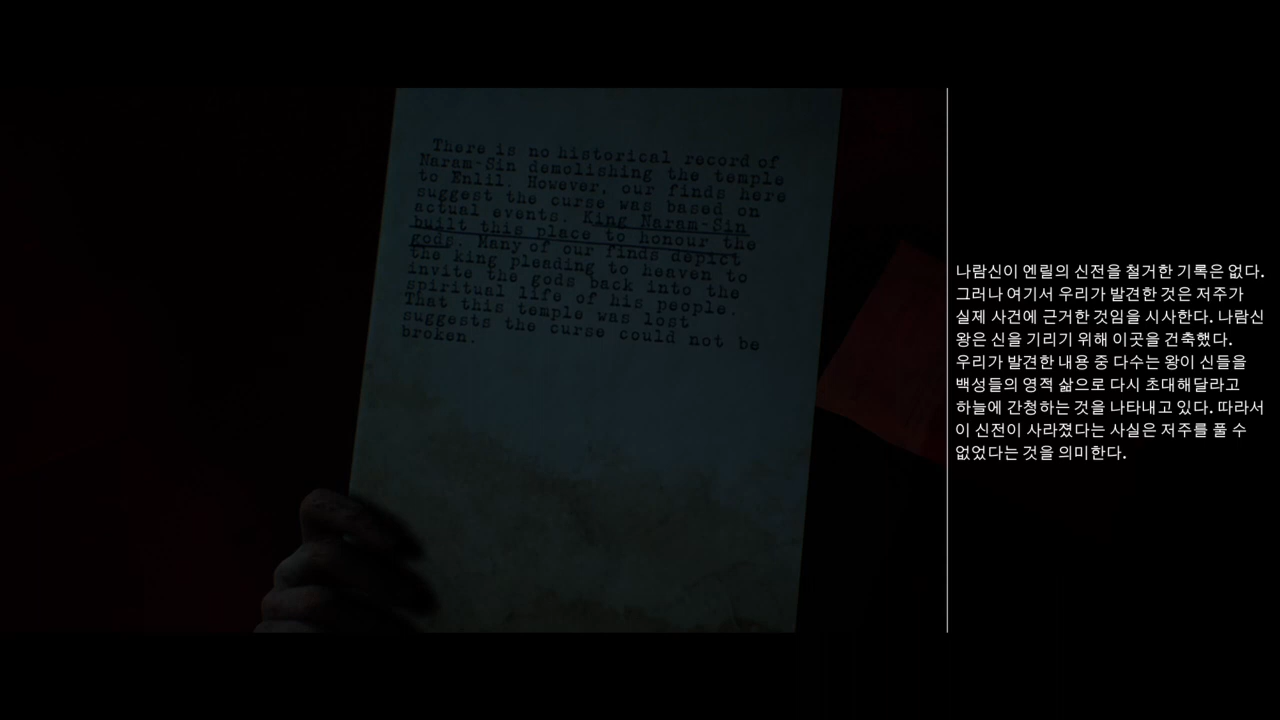 There is no historical record of
Naram-Sin demolishing the temple
to Enlil. However, our finds here
suggest the curse was based on
actual events. King Naram-Sin
built this place to honour the
gods. Many of our finds depict
the king pleading to heaven to
invite the gods back into the
spiritual life of his people.
That this temple was lost
suggests the curse could not be
broken.
나람신이 엔릴의 신전을 철거한 기록은 없다.
그러나 여기서 우리가 발견한 것은 저주가
실제 사건에 근거한 것임을 시사한다. 나람신
왕은 신을 기리기 위해 이곳을 건축했다.
우리가 발견한 내용 중 다수는 왕이 신들을
백성들의 영적 삶으로 다시 초대해달라고
하늘에 간청하는 것을 나타내고 있다. 따라서
이 신전이 사라졌다는 사실은 저주를 풀 수
없었다는 것을 의미한다.